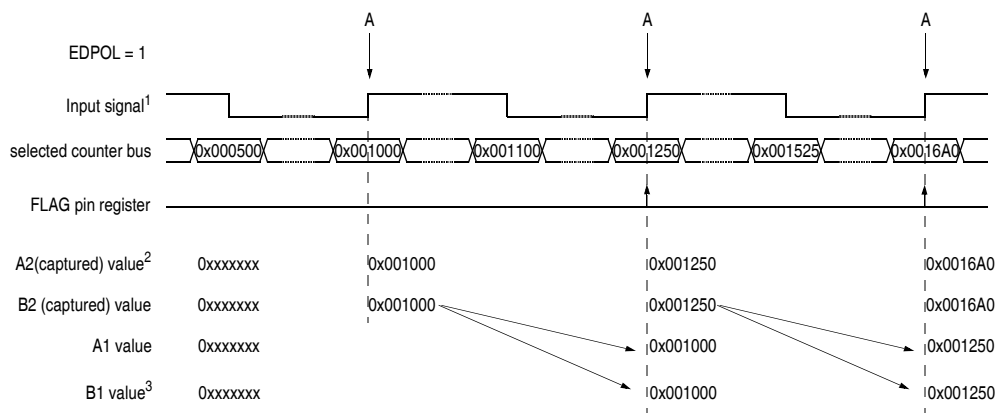 A A A
EDPOL = 1
Input signal1
selected counter bus 0x000500 0x001000 0x001100 0x001250 0x001525 0x0016A0
FLAG pin register
A2(captured) value2 0xxxxxxx 0x001000 0x001250 0x0016A0
B2 (captured) value 0xxxxxxx 0x001000 0x001250 0x0016A0
A1 value 0xxxxxxx 0x001000 0x001250
B1 value3 0xxxxxxx 0x001000 0x001250